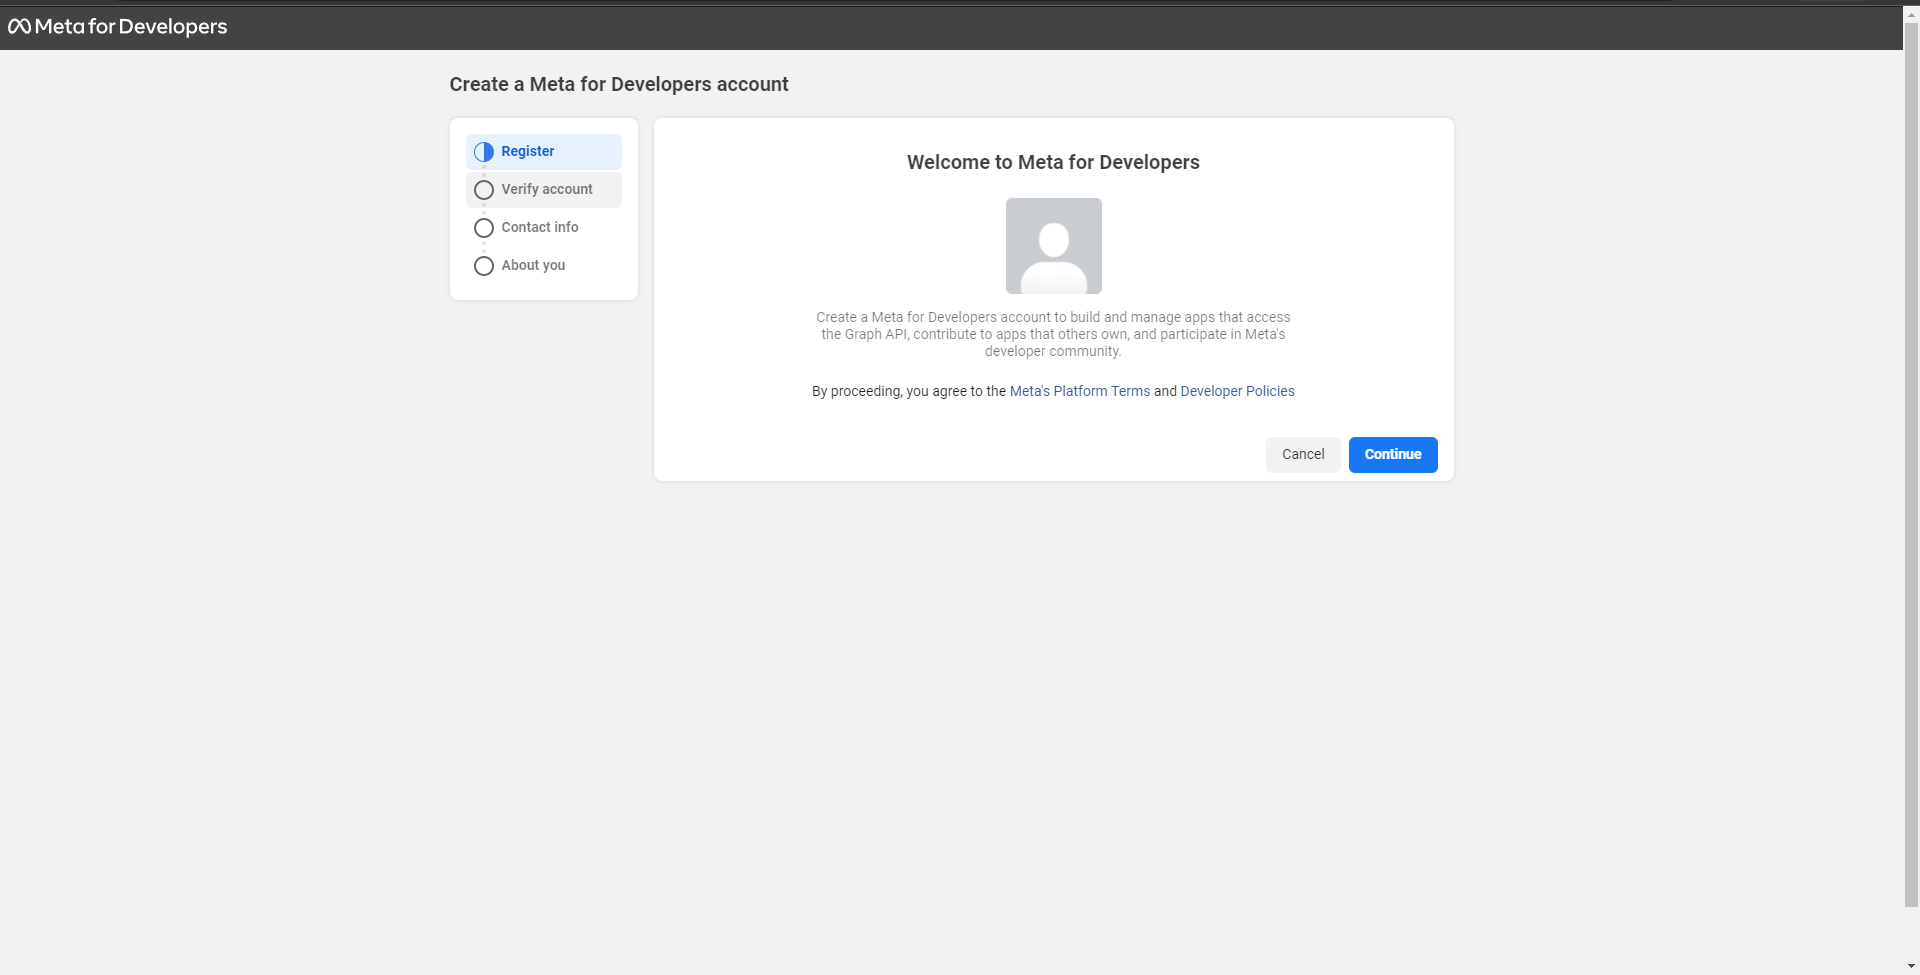 Meta for Developers
Create a Meta for Developers account
Register
Verify account
Contact info
About you
Welcome to Meta for Developers
Create a Meta for Developers account to build and manage apps that access
the Graph API, contribute to apps that others own, and participate in Meta's
developer community.
By proceeding, you agree to the Meta's Platform Terms and Developer Policies
Cancel
Continue